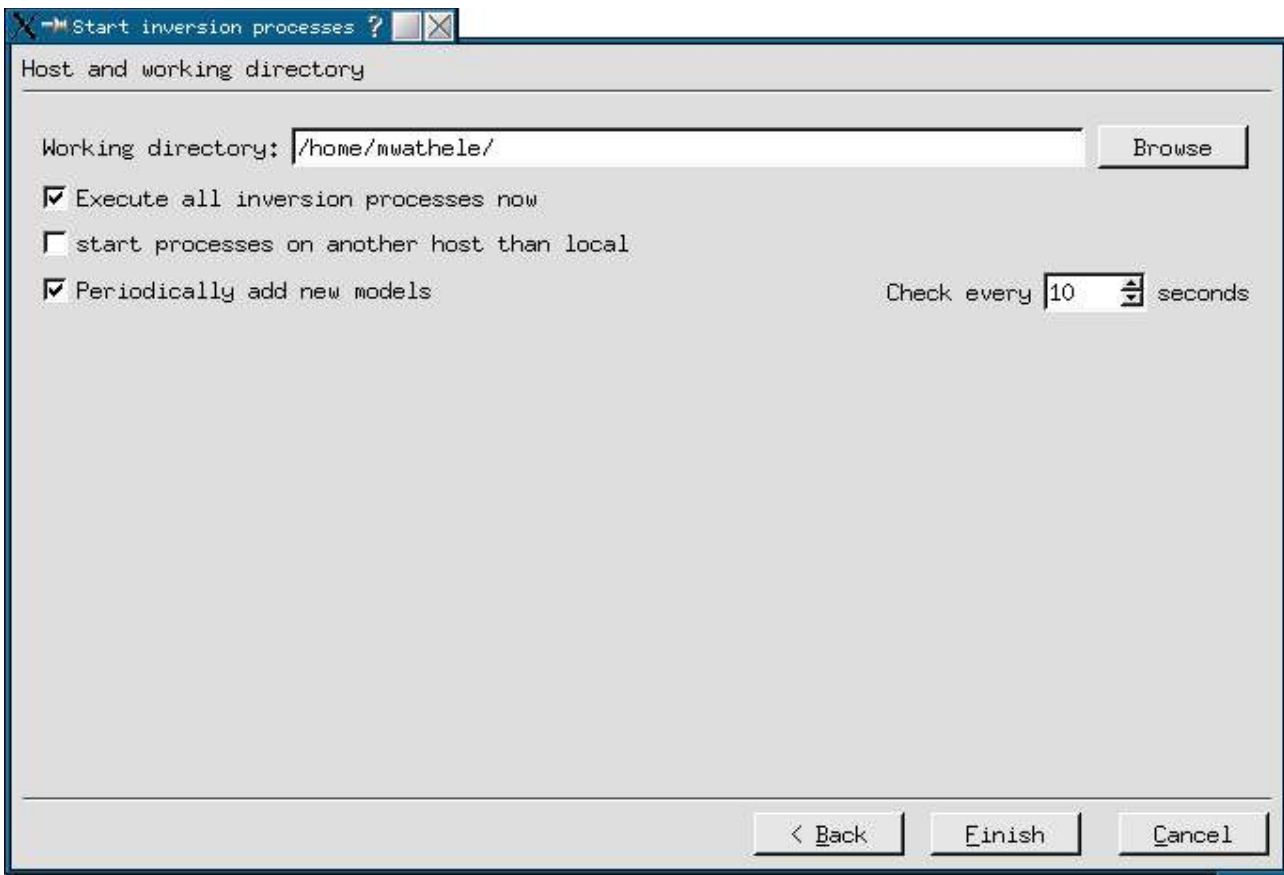 Start inversion processes ?
Host and working directory
Working directory: /home/mwathele/ Browse
Execute all inversion processes now
start processes on another host than local
Periodically add new models Check every 10 seconds
< Back Finish Cancel